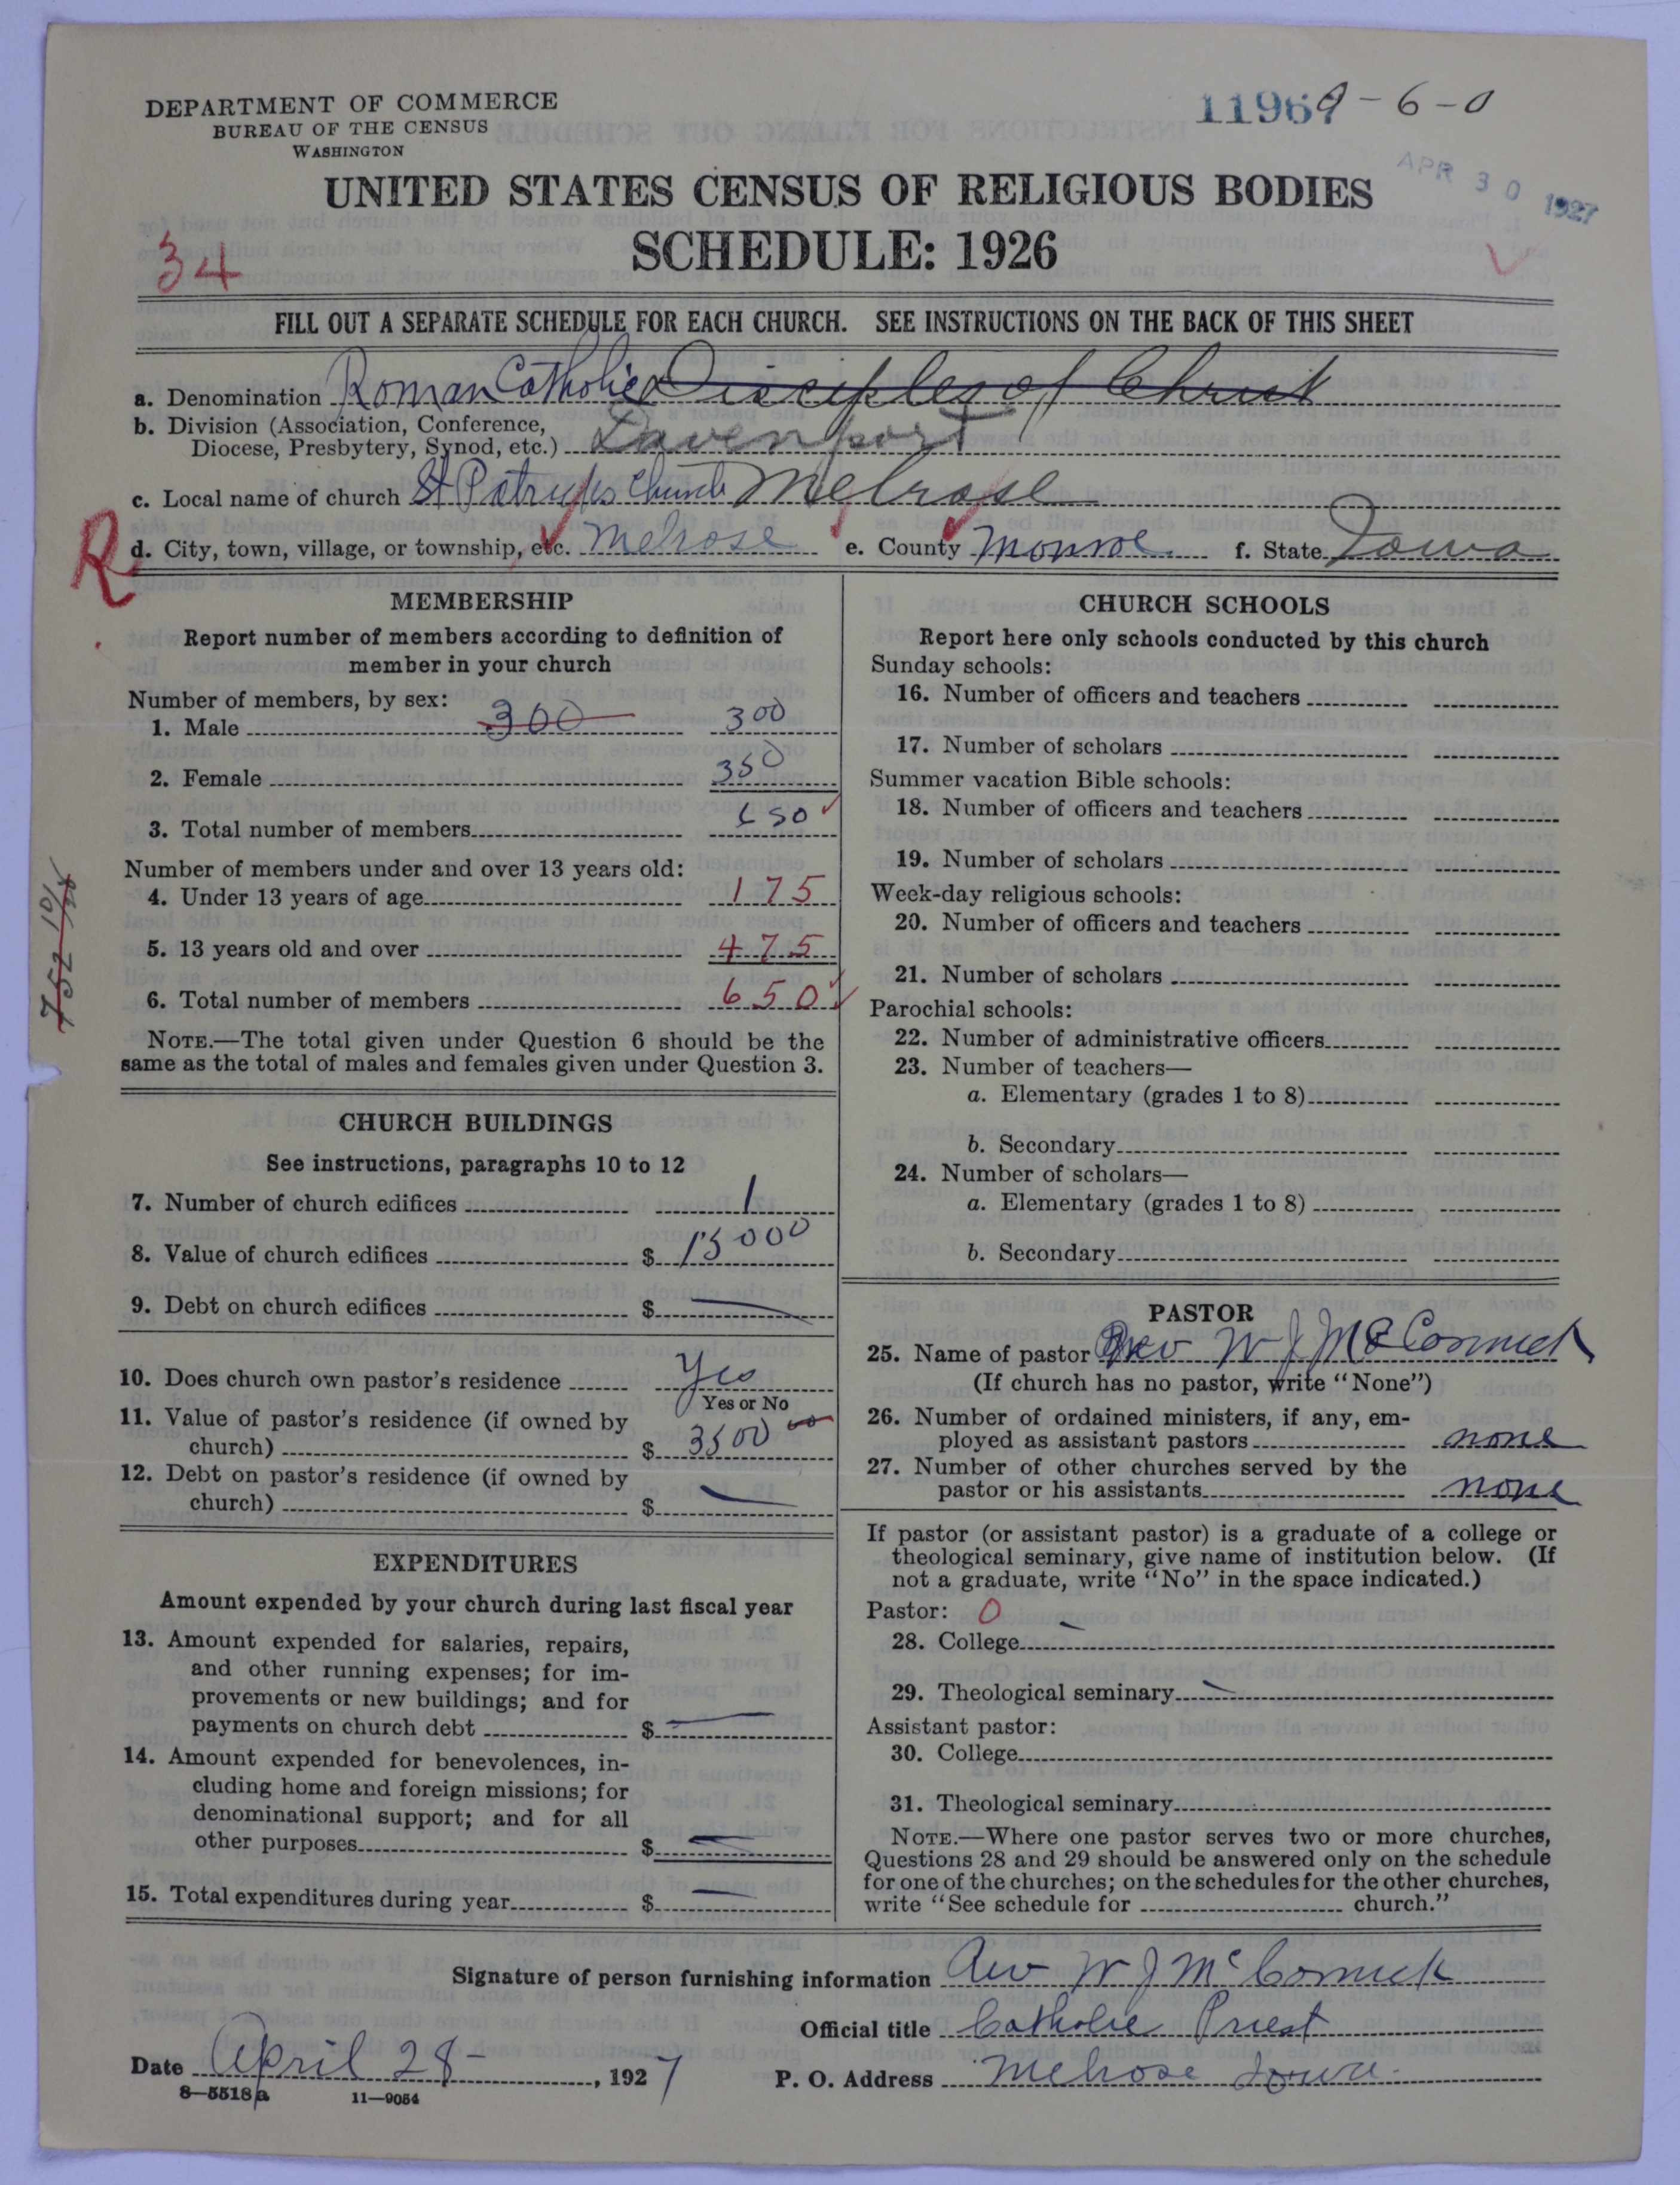 DEPARTMENT OF COMMERCE
BUREAU OF THE CENSUS
WASHINGTON
1196 9-6-0
APR 30 1927
UNITED STATES CENSUS OF RELIGIOUS BODIES
SCHEDULE: 1926
34
FILL OUT A SEPARATE SCHEDULE FOR EACH CHURCH. SEE INSTRUCTIONS ON THE BACK OF THIS SHEET
a. Denomination Roman Catholic Disciples of Christ
b. Division (Association, Conference,
Diocese, Presbytery, Synod, etc.) Davenport
c. Local name of church St Patricks Church Melrose
R
d. City, town, village, or township, etc. Melrose e. County Monroe f. State Iowa
MEMBERSHIP
Report number of members according to definition of
member in your church
Number of members, by sex:
1. Male 300 300
2. Female 350
3. Total number of members 650
Number of members under and over 13 years old:
4. Under 13 years of age 175
5. 13 years old and over 475
6. Total number of members 650
NOTE.—The total given under Question 6 should be the
same as the total of males and females given under Question 3.
CHURCH BUILDINGS
See instructions, paragraphs 10 to 12
7. Number of church edifices 1
8. Value of church edifices $ 15000
9. Debt on church edifices $ —
10. Does church own pastor's residence Yes
Yes or No
11. Value of pastor's residence (if owned by
church) $ 3500 00
12. Debt on pastor's residence (if owned by
church) $ —
EXPENDITURES
Amount expended by your church during last fiscal year
13. Amount expended for salaries, repairs,
and other running expenses; for im-
provements or new buildings; and for
payments on church debt $ —
14. Amount expended for benevolences, in-
cluding home and foreign missions; for
denominational support; and for all
other purposes $ —
15. Total expenditures during year $ —
CHURCH SCHOOLS
Report here only schools conducted by this church
Sunday schools:
16. Number of officers and teachers
17. Number of scholars
Summer vacation Bible schools:
18. Number of officers and teachers
19. Number of scholars
Week-day religious schools:
20. Number of officers and teachers
21. Number of scholars
Parochial schools:
22. Number of administrative officers
23. Number of teachers—
a. Elementary (grades 1 to 8)
b. Secondary
24. Number of scholars—
a. Elementary (grades 1 to 8)
b. Secondary
PASTOR
25. Name of pastor Rev W J McCormick
(If church has no pastor, write "None")
26. Number of ordained ministers, if any, em-
ployed as assistant pastors none
27. Number of other churches served by the
pastor or his assistants none
If pastor (or assistant pastor) is a graduate of a college or
theological seminary, give name of institution below. (If
not a graduate, write "No" in the space indicated.)
Pastor: 0
28. College —
29. Theological seminary —
Assistant pastor:
30. College
31. Theological seminary
NOTE.—Where one pastor serves two or more churches,
Questions 28 and 29 should be answered only on the schedule
for one of the churches; on the schedules for the other churches,
write "See schedule for church."
Signature of person furnishing information Rev W J McCormick
Official title Catholic Priest
Date April 28 - , 1927
P. O. Address Melrose Iowa.
8—5518a 11—9054